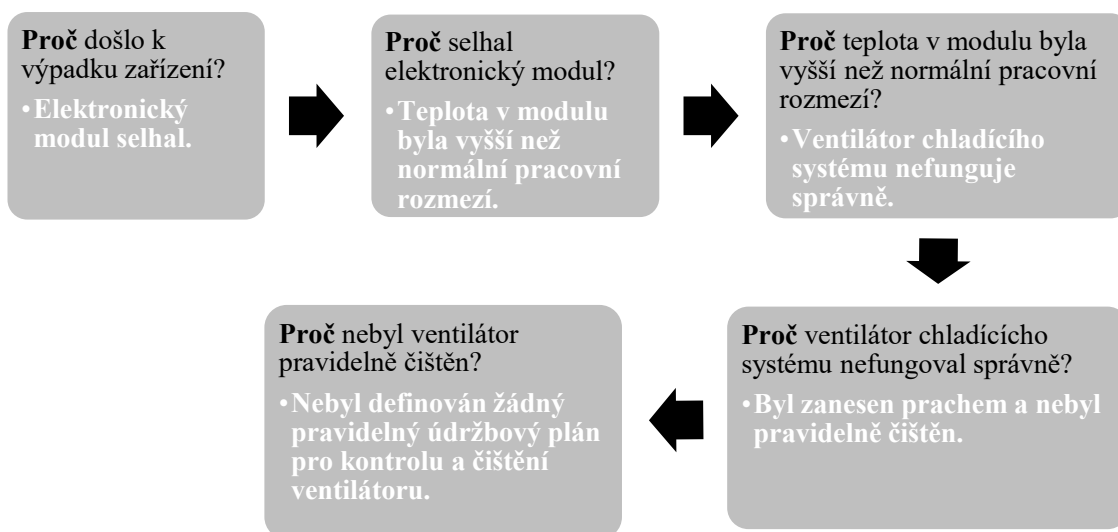 Proč došlo k
výpadku zařízení?
•Elektronický
modul selhal.
Proč selhal
elektronický modul?
•Teplota v modulu
byla vyšší než
normální pracovní
rozmezí.
Proč teplota v modulu byla
vyšší než normální pracovní
rozmezí?
•Ventilátor chladícího
systému nefunguje
správně.
Proč ventilátor chladícícho
systému nefungoval správně?
•Byl zanesen prachem a nebyl
pravidelně čištěn.
Proč nebyl ventilátor
pravidelně čištěn?
•Nebyl definován žádný
pravidelný údržbový plán
pro kontrolu a čištění
ventilátoru.